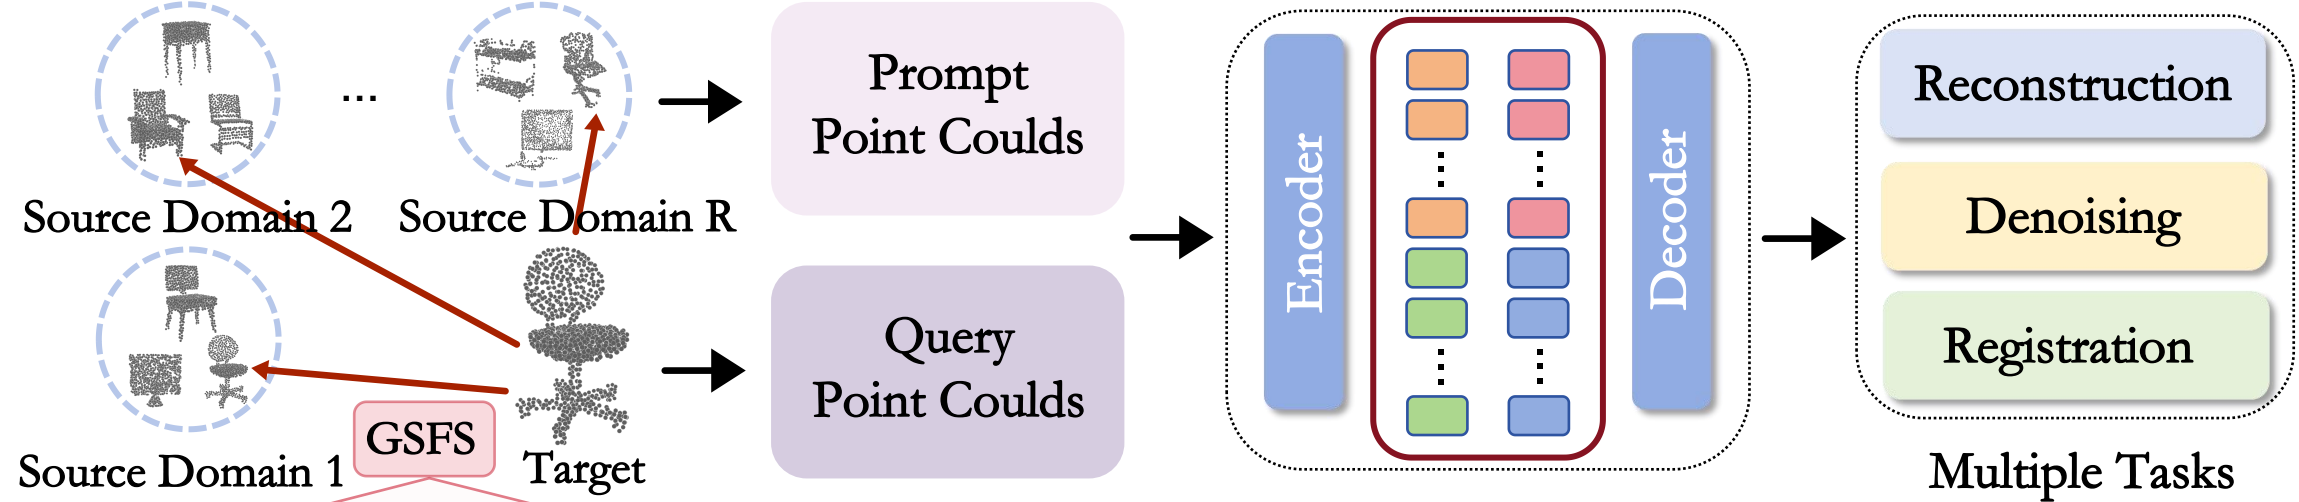 ...
Source Domain 2
Source Domain R
Source Domain 1
GSFS
Target
Prompt
Point Coulds
Query
Point Coulds
Encoder
Decoder
Reconstruction
Denoising
Registration
Multiple Tasks